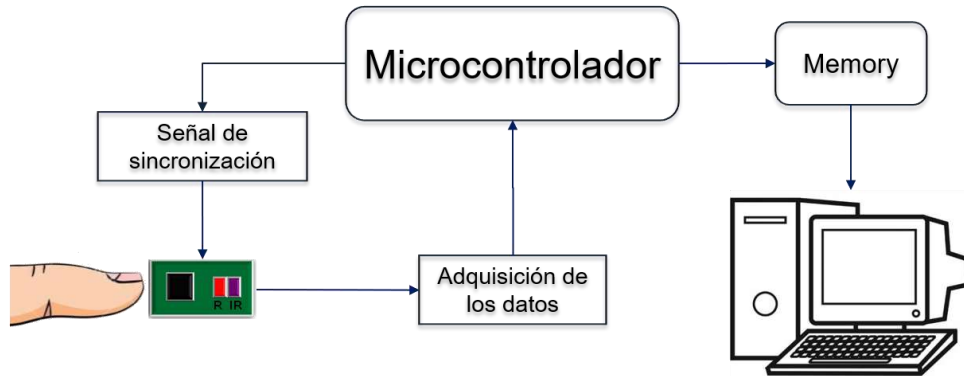 Microcontrolador
Memory
Señal de
sincronización
Adquisición de
los datos
R IR